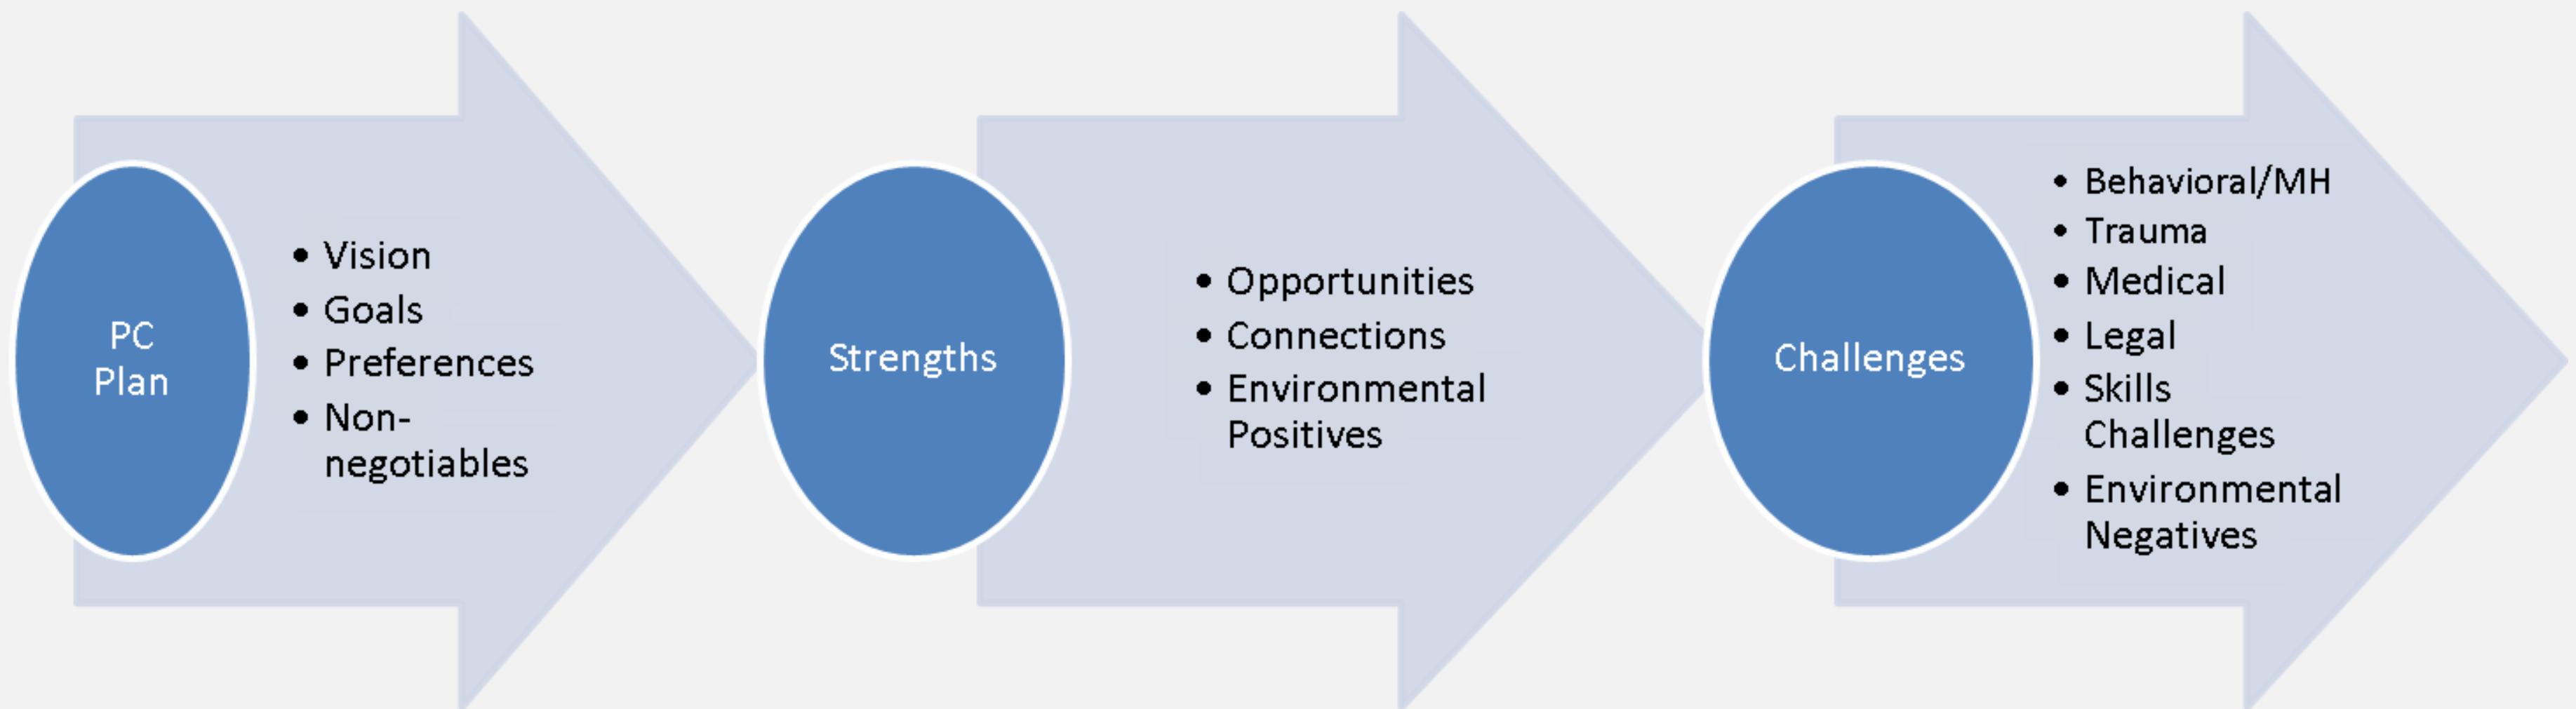 PC
Plan
• Vision
• Goals
• Preferences
• Non-
negotiables
Strengths
• Opportunities
• Connections
• Environmental
Positives
Challenges
• Behavioral/MH
• Trauma
• Medical
• Legal
• Skills
Challenges
• Environmental
Negatives